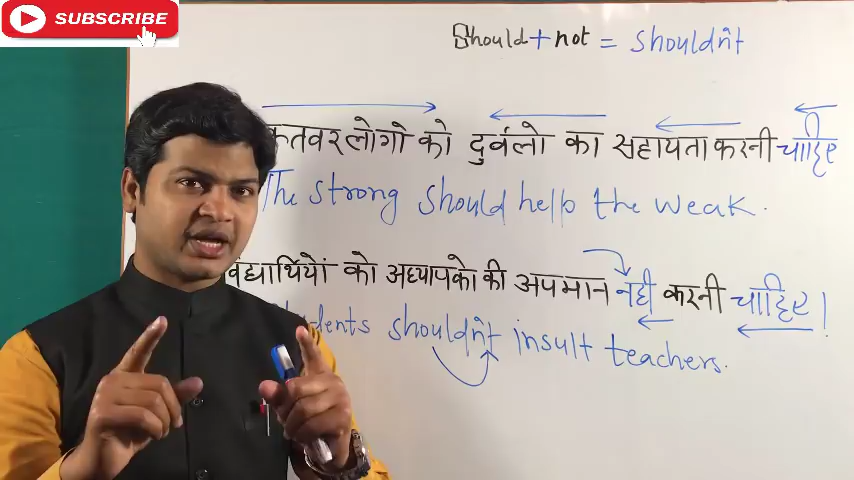 SUBSCRIBE
Should + not = shouldn't
कतवर लोगो को दुर्वलो का सहायता करनी चाहिए
The strong should help the weak.
विद्यार्थियों को अध्यापको की अपमान नही करनी चाहिए!
students shouldn't insult teachers.